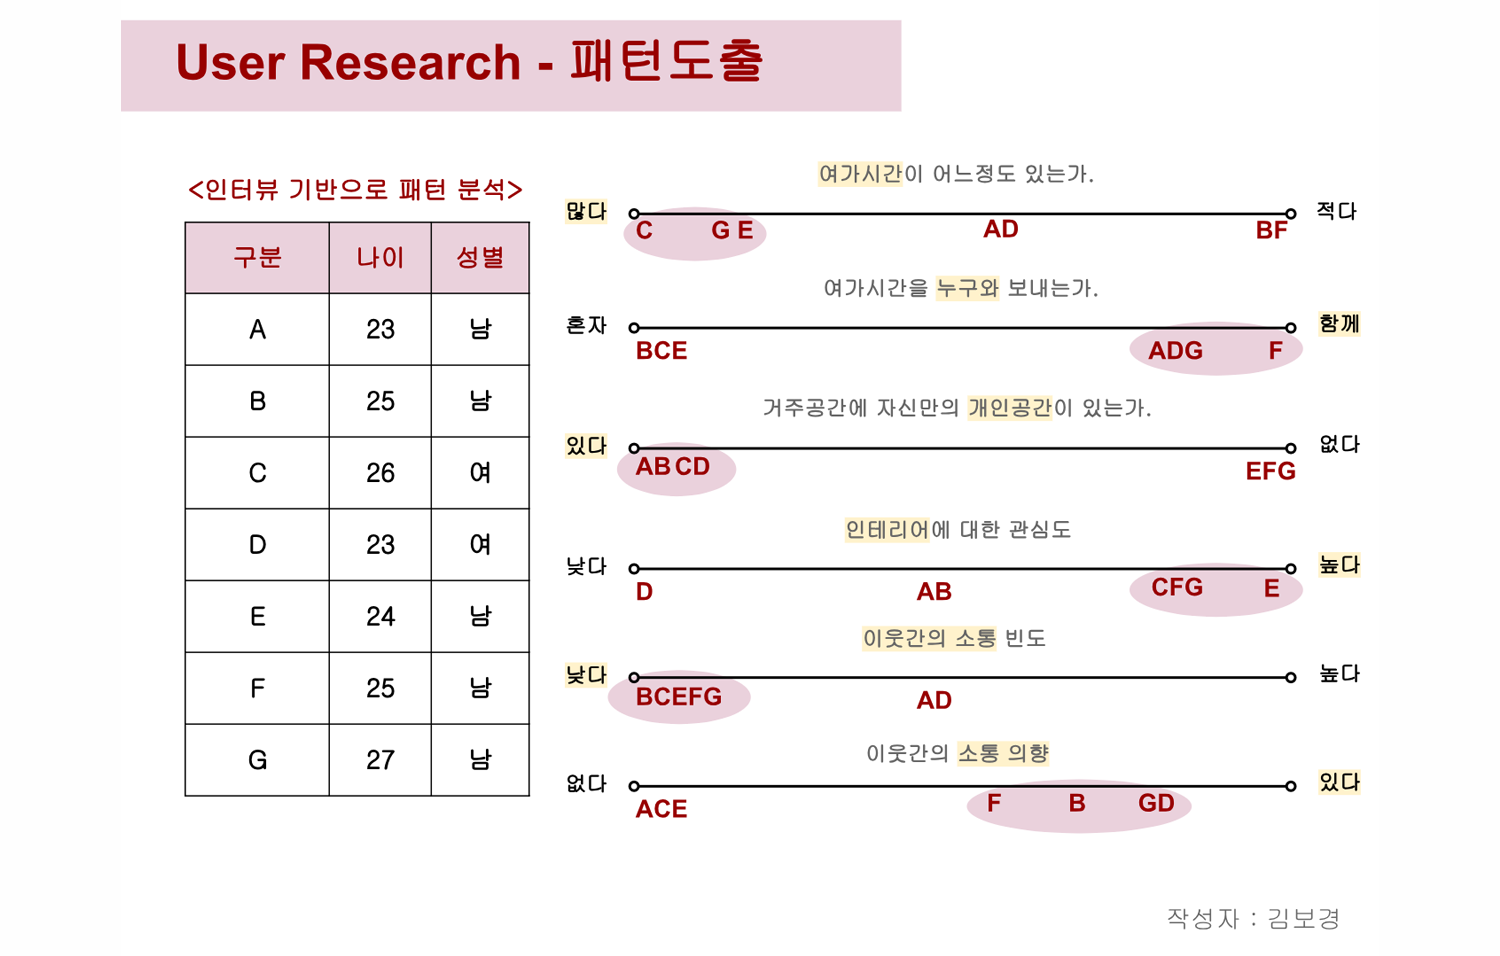 User Research - 패턴도출
<인터뷰 기반으로 패턴 분석>
구분 나이 성별
A 23 남
B 25 남
C 26 여
D 23 여
E 24 남
F 25 남
G 27 남
여가시간이 어느정도 있는가.
많다 적다
C G E AD BF
여가시간을 누구와 보내는가.
혼자 함께
BCE ADG F
거주공간에 자신만의 개인공간이 있는가.
있다 없다
AB CD EFG
인테리어에 대한 관심도
낮다 높다
D AB CFG E
이웃간의 소통 빈도
낮다 높다
BCEFG AD
이웃간의 소통 의향
없다 있다
ACE F B GD
작성자 : 김보경